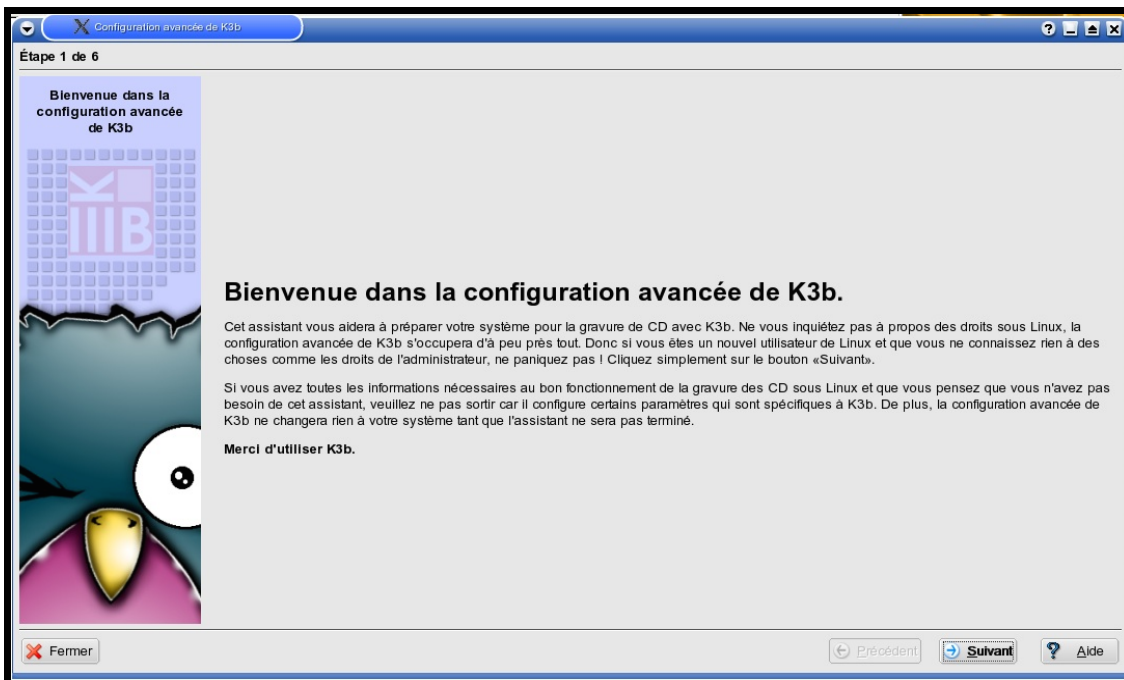 Configuration avancée de K3b
Étape 1 de 6
Bienvenue dans la
configuration avancée
de K3b
K
IIIB
Bienvenue dans la configuration avancée de K3b.
Cet assistant vous aidera à préparer votre système pour la gravure de CD avec K3b. Ne vous inquiétez pas à propos des droits sous Linux, la
configuration avancée de K3b s'occupera d'à peu près tout. Donc si vous êtes un nouvel utilisateur de Linux et que vous ne connaissez rien à des
choses comme les droits de l'administrateur, ne paniquez pas ! Cliquez simplement sur le bouton «Suivant».
Si vous avez toutes les informations nécessaires au bon fonctionnement de la gravure des CD sous Linux et que vous pensez que vous n'avez pas
besoin de cet assistant, veuillez ne pas sortir car il configure certains paramètres qui sont spécifiques à K3b. De plus, la configuration avancée de
K3b ne changera rien à votre système tant que l'assistant ne sera pas terminé.
Merci d'utiliser K3b.
Fermer
Précédent
Suivant
Aide